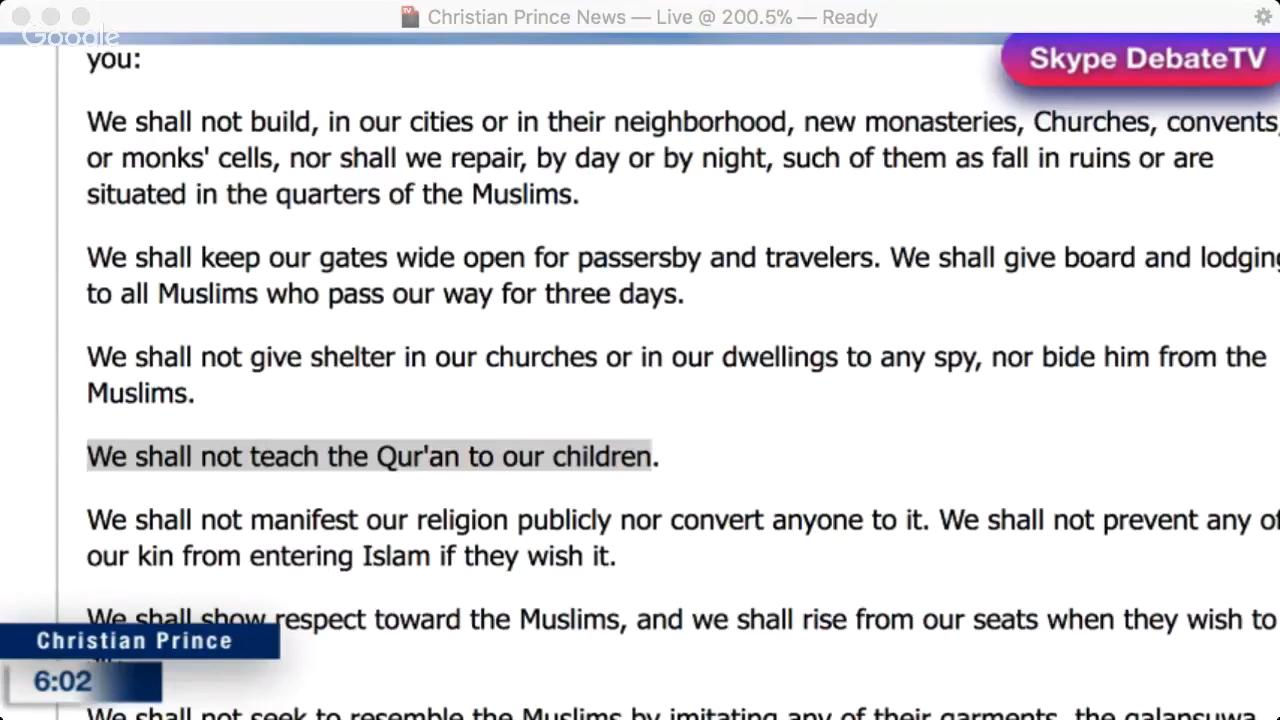 Christian Prince News — Live @ 200.5% — Ready
Google
Skype DebateTV
you:
We shall not build, in our cities or in their neighborhood, new monasteries, Churches, convents,
or monks' cells, nor shall we repair, by day or by night, such of them as fall in ruins or are
situated in the quarters of the Muslims.
We shall keep our gates wide open for passersby and travelers. We shall give board and lodging
to all Muslims who pass our way for three days.
We shall not give shelter in our churches or in our dwellings to any spy, nor bide him from the
Muslims.
We shall not teach the Qur'an to our children.
We shall not manifest our religion publicly nor convert anyone to it. We shall not prevent any of
our kin from entering Islam if they wish it.
We shall show respect toward the Muslims, and we shall rise from our seats when they wish to
Christian Prince
6:02
We shall not seek to resemble the Muslims by imitating any of their garments, the galansuwa,